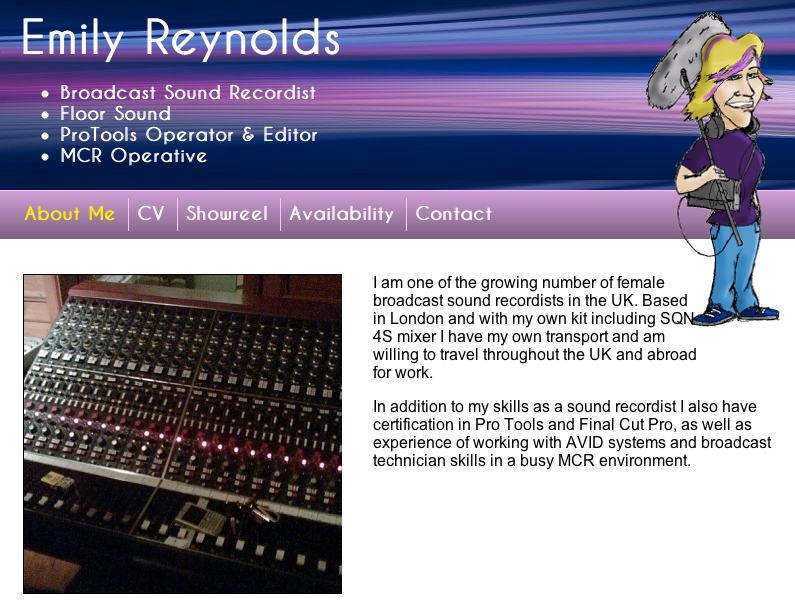 Emily Reynolds
• Broadcast Sound Recordist
• Floor Sound
• ProTools Operator & Editor
• MCR Operative
About Me
CV
Showreel
Availability
Contact
I am one of the growing number of female
broadcast sound recordists in the UK. Based
in London and with my own kit including SQN
4S mixer I have my own transport and am
willing to travel throughout the UK and abroad
for work.
In addition to my skills as a sound recordist I also have
certification in Pro Tools and Final Cut Pro, as well as
experience of working with AVID systems and broadcast
technician skills in a busy MCR environment.